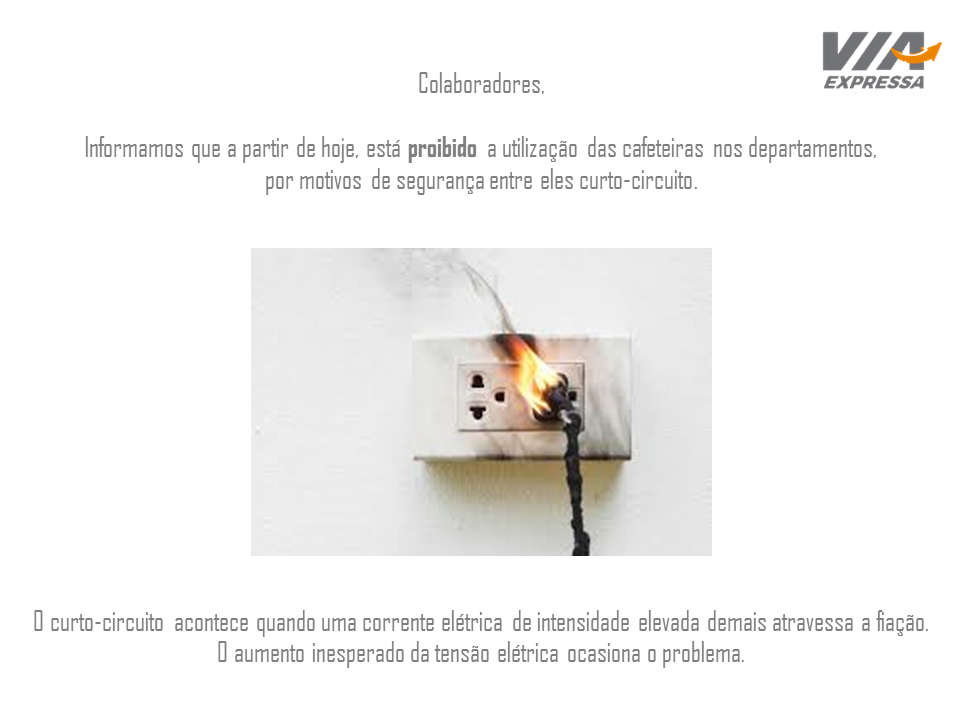 VIA
EXPRESSA
Colaboradores,
Informamos que a partir de hoje, está proibido a utilização das cafeteiras nos departamentos,
por motivos de segurança entre eles curto-circuito.
O curto-circuito acontece quando uma corrente elétrica de intensidade elevada demais atravessa a fiação.
O aumento inesperado da tensão elétrica ocasiona o problema.